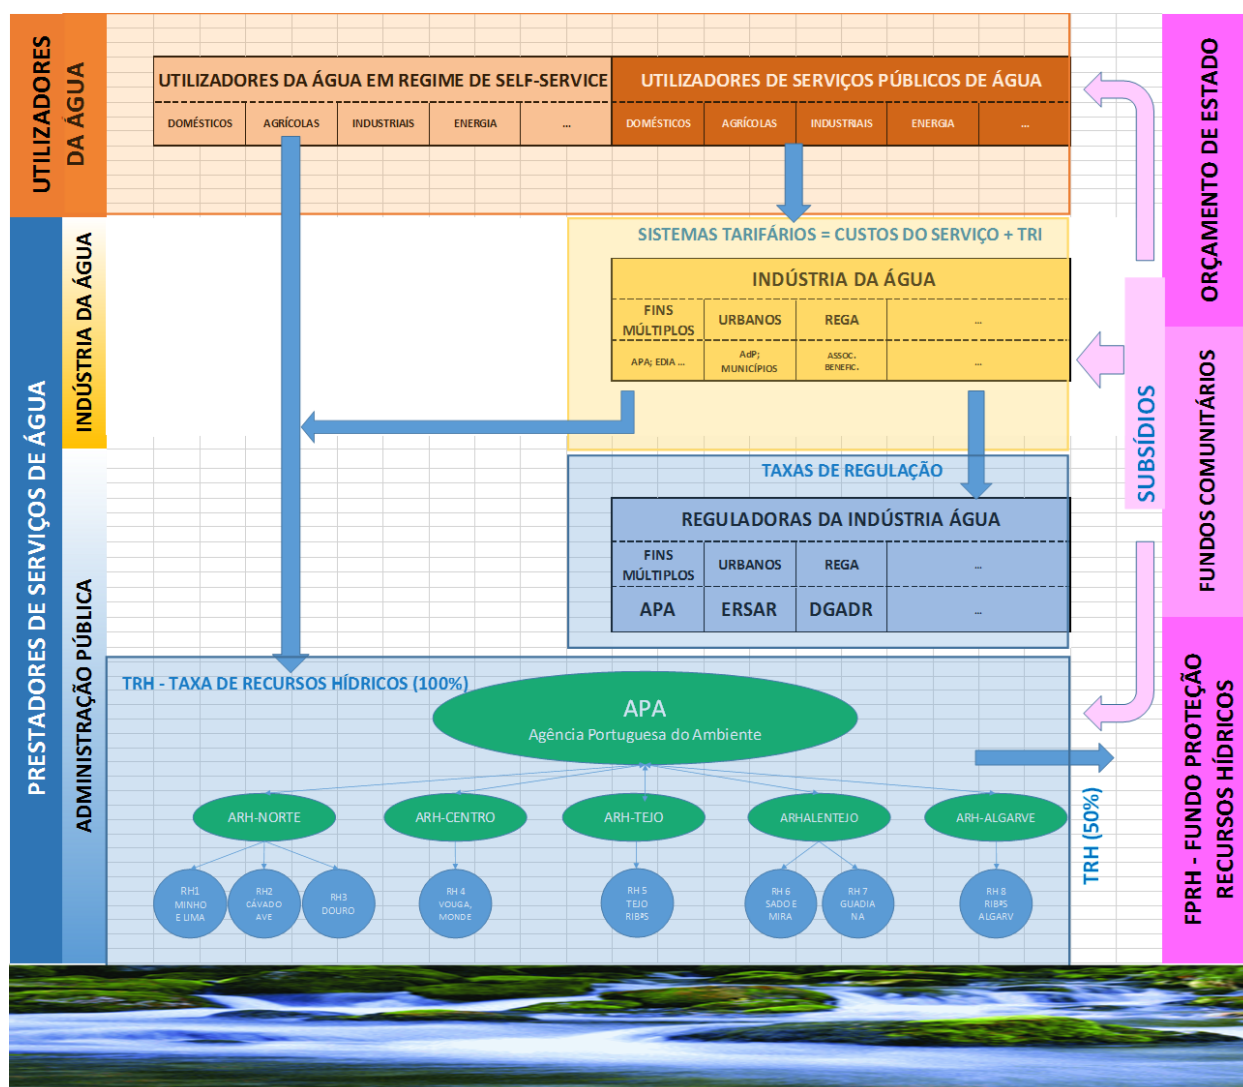 UTILIZADORES
DA ÁGUA
UTILIZADORES DA ÁGUA EM REGIME DE SELF-SERVICE
DOMÉSTICOS AGRÍCOLAS INDUSTRIAIS ENERGIA ...
UTILIZADORES DE SERVIÇOS PÚBLICOS DE ÁGUA
DOMÉSTICOS AGRÍCOLAS INDUSTRIAIS ENERGIA ...
PRESTADORES DE SERVIÇOS DE ÁGUA
INDÚSTRIA DA ÁGUA
SISTEMAS TARIFÁRIOS = CUSTOS DO SERVIÇO + TRI
INDÚSTRIA DA ÁGUA
FINS
MÚLTIPLOS
URBANOS
REGA
...
APA; EDIA ...
AdP;
MUNICÍPIOS
ASSOC.
BENEFIC.
...
ADMINISTRAÇÃO PÚBLICA
TAXAS DE REGULAÇÃO
REGULADORAS DA INDÚSTRIA ÁGUA
FINS
MÚLTIPLOS
URBANOS
REGA
...
APA ERSAR DGADR ...
TRH - TAXA DE RECURSOS HÍDRICOS (100%)
APA
Agência Portuguesa do Ambiente
ARH-NORTE
ARH-CENTRO
ARH-TEJO
ARHALENTEJO
ARH-ALGARVE
RH1
MINHO
E LIMA
RH2
CÁVADO
AVE
RH3
DOURO
RH 4
VOUGA,
MONDE
RH 5
TEJO
RIBªS
RH 6
SADO E
MIRA
RH 7
GUADIA
NA
RH 8
RIBªS
ALGARV
TRH (50%)
SUBSÍDIOS
ORÇAMENTO DE ESTADO
FUNDOS COMUNITÁRIOS
FPRH - FUNDO PROTEÇÃO
RECURSOS HÍDRICOS